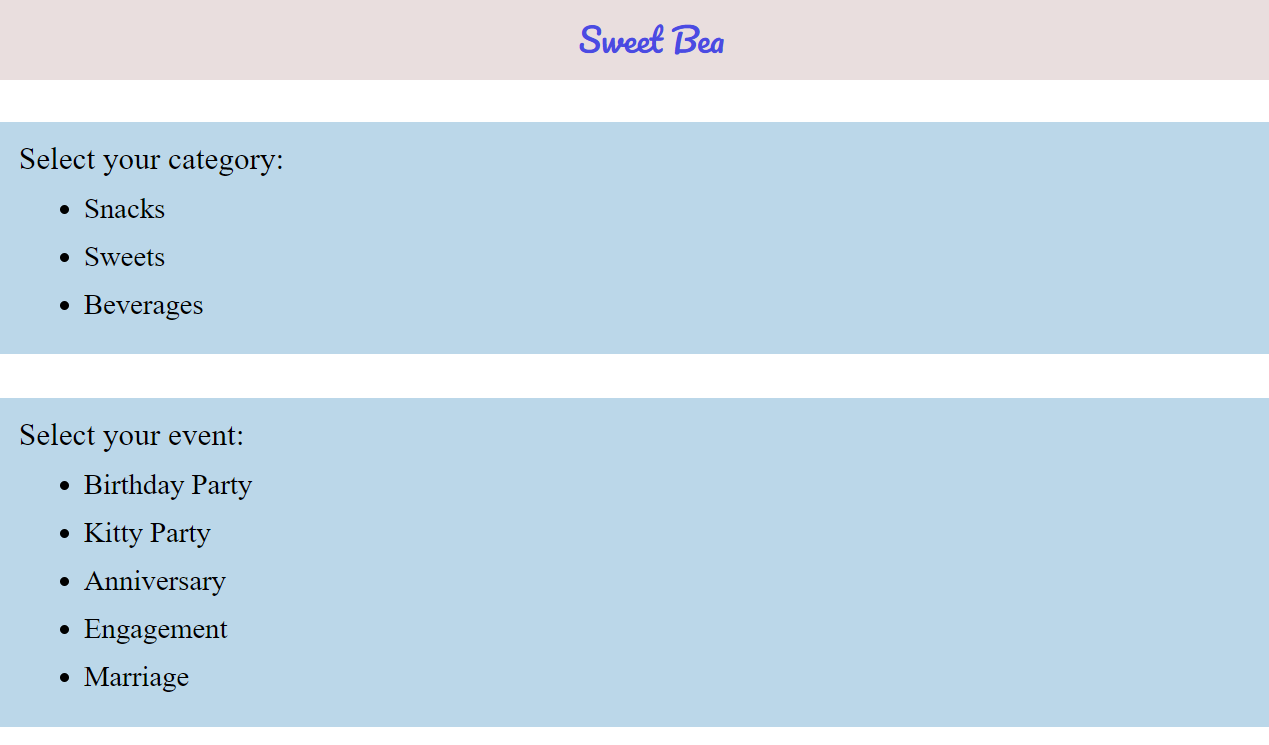 Sweet Bea
Select your category:
Snacks
Sweets
Beverages
Select your event:
Birthday Party
Kitty Party
Anniversary
Engagement
Marriage